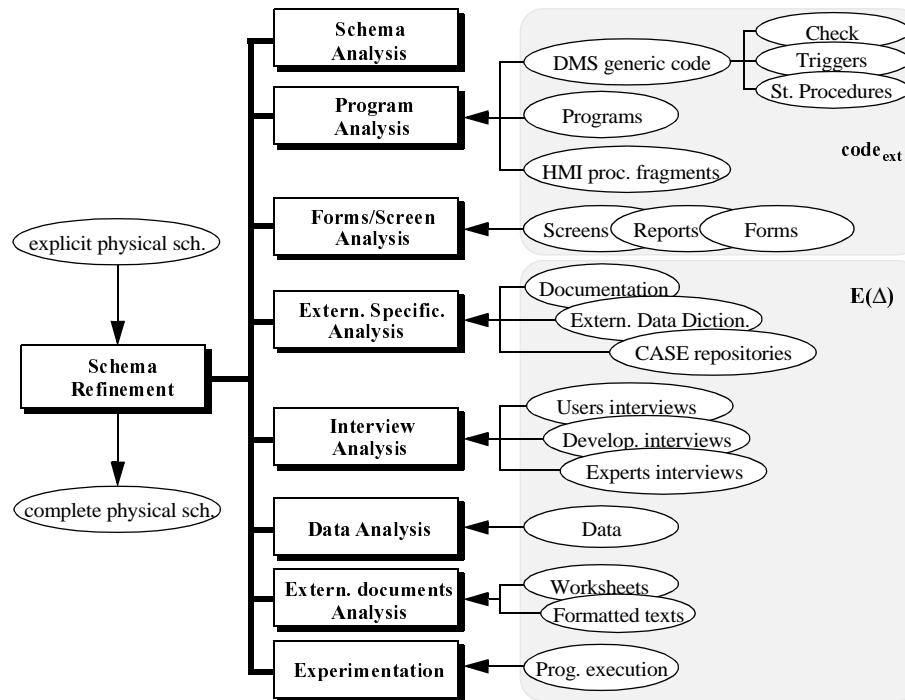 Schema
Analysis
DMS generic code
Check
Triggers
St. Procedures
Program
Analysis
Programs
code_ext
HMI proc. fragments
Forms/Screen
Analysis
Screens
Reports
Forms
explicit physical sch.
Extern. Specific.
Analysis
Documentation
E(Δ)
Extern. Data Diction.
CASE repositories
Schema
Refinement
Interview
Analysis
Users interviews
Develop. interviews
Experts interviews
complete physical sch.
Data Analysis
Data
Extern. documents
Analysis
Worksheets
Formatted texts
Experimentation
Prog. execution